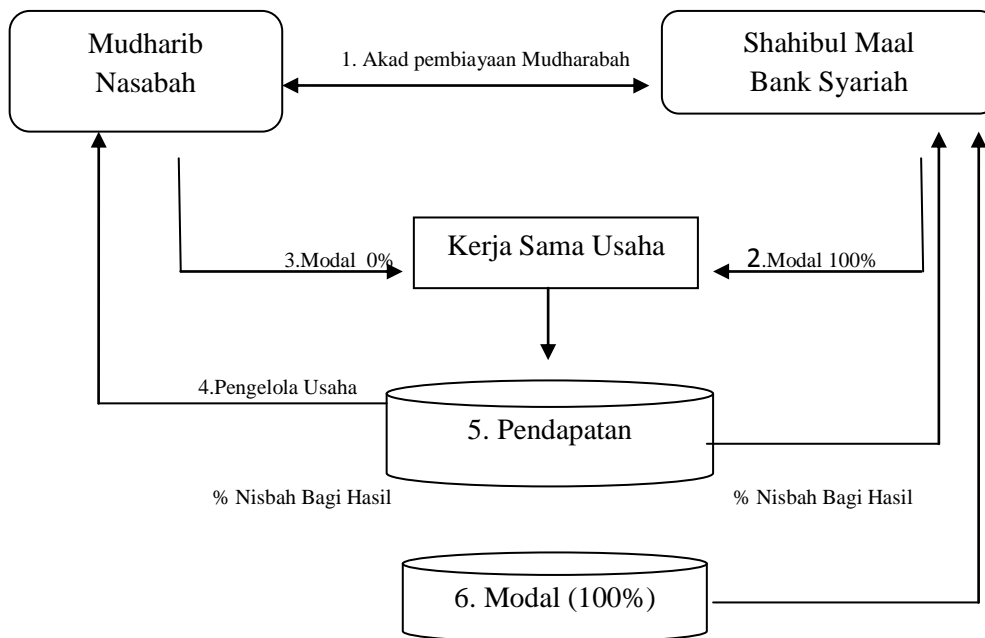 Mudharib
Nasabah
1. Akad pembiayaan Mudharabah
Shahibul Maal
Bank Syariah
3.Modal 0%
Kerja Sama Usaha
2.Modal 100%
4.Pengelola Usaha
5. Pendapatan
% Nisbah Bagi Hasil
% Nisbah Bagi Hasil
6. Modal (100%)